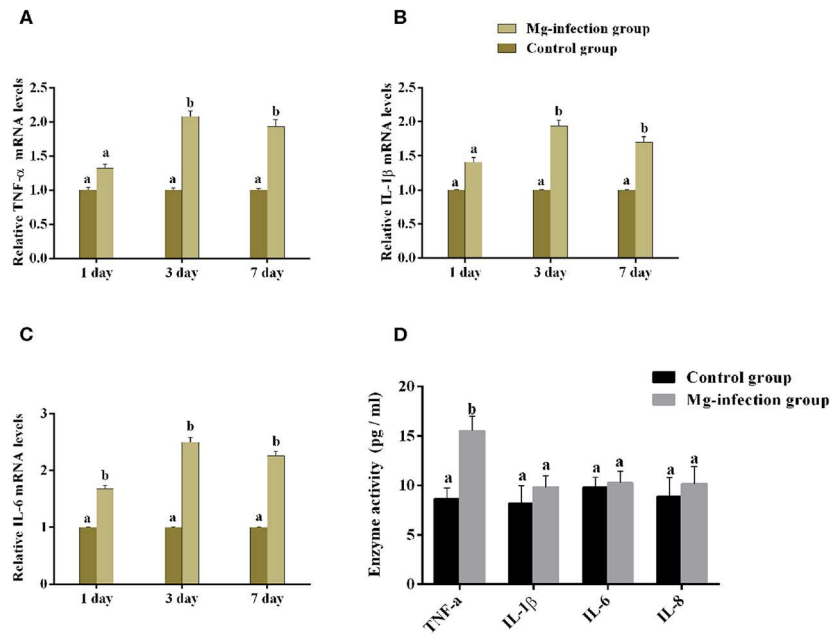 A
B
Mg-infection group
Control group
Relative TNF-α mRNA levels
2.5
2.0
1.5
1.0
0.5
0.0
a a
a b
a b
1 day 3 day 7 day
Relative IL-1β mRNA levels
2.5
2.0
1.5
1.0
0.5
0.0
a a
a b
a b
1 day 3 day 7 day
C
D
Relative IL-6 mRNA levels
3
2
1
0
a b
a b
a b
1 day 3 day 7 day
Control group
Mg-infection group
Enzyme activity (pg / ml)
20
15
10
5
0
a b
a a
a a
a a
TNF-a IL-1β IL-6 IL-8